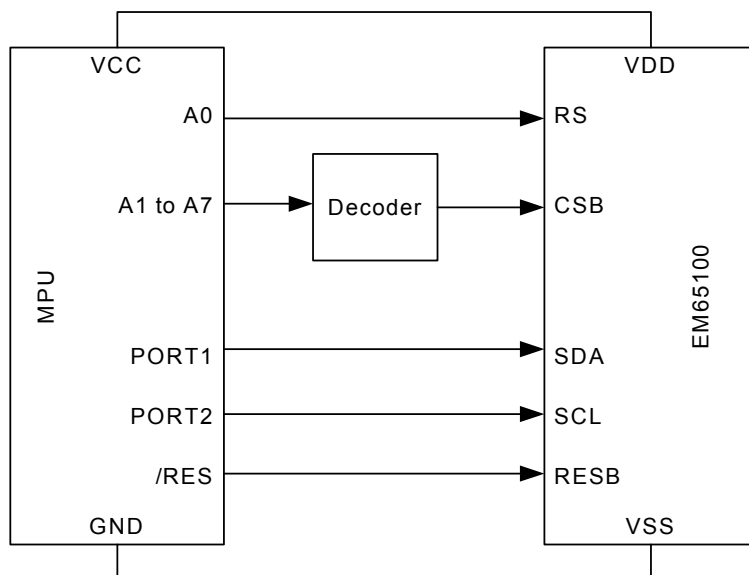 VCC
VDD
A0
RS
A1 to A7
Decoder
CSB
MPU
EM65100
PORT1
SDA
PORT2
SCL
/RES
RESB
GND
VSS